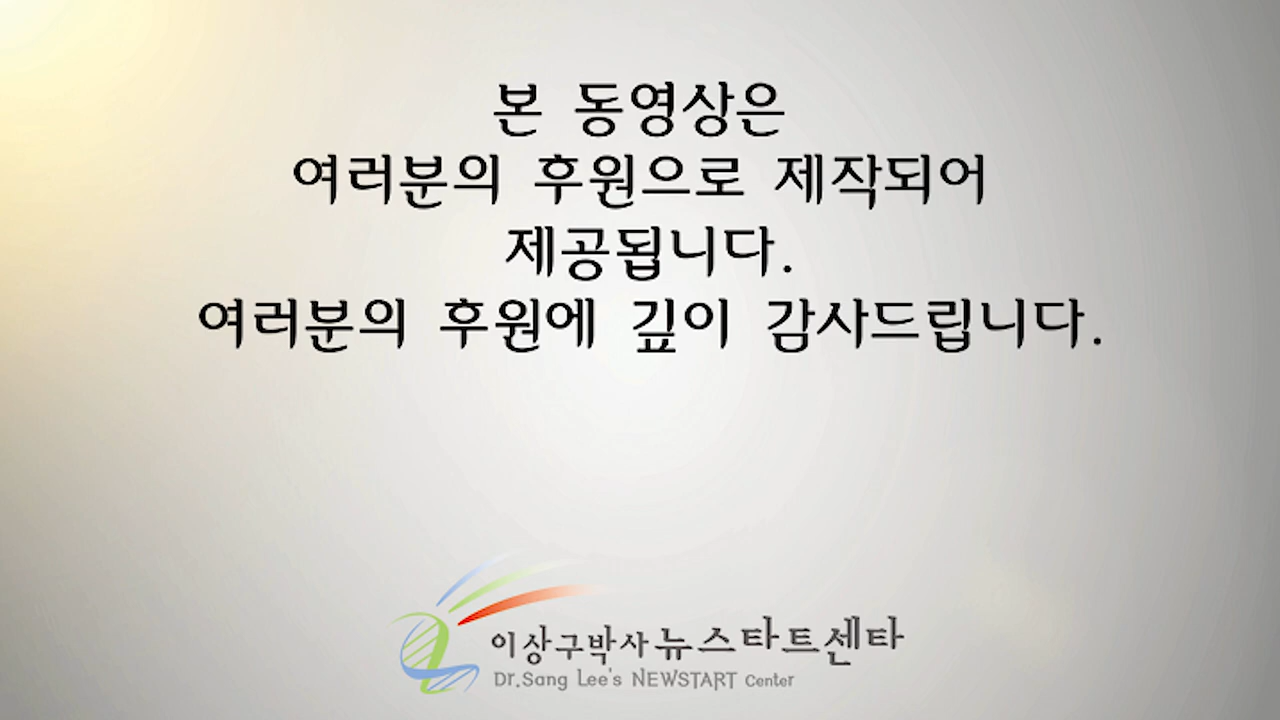 본 동영상은
여러분의 후원으로 제작되어
제공됩니다.
여러분의 후원에 깊이 감사드립니다.
이상구박사 뉴스타트센타
Dr.Sang Lee's NEWSTART Center